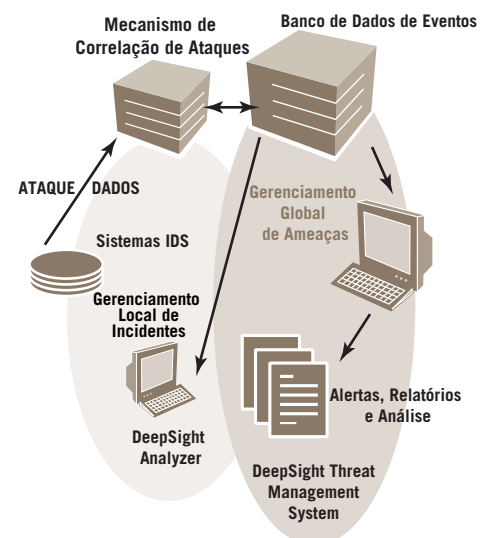 Mecanismo de
Correlação de Ataques
Banco de Dados de Eventos
ATAQUE DADOS
Gerenciamento
Global
de Ameaças
Sistemas IDS
Gerenciamento
Local de
Incidentes
Alertas, Relatórios
e Análise
DeepSight
Analyzer
DeepSight Threat
Management
System